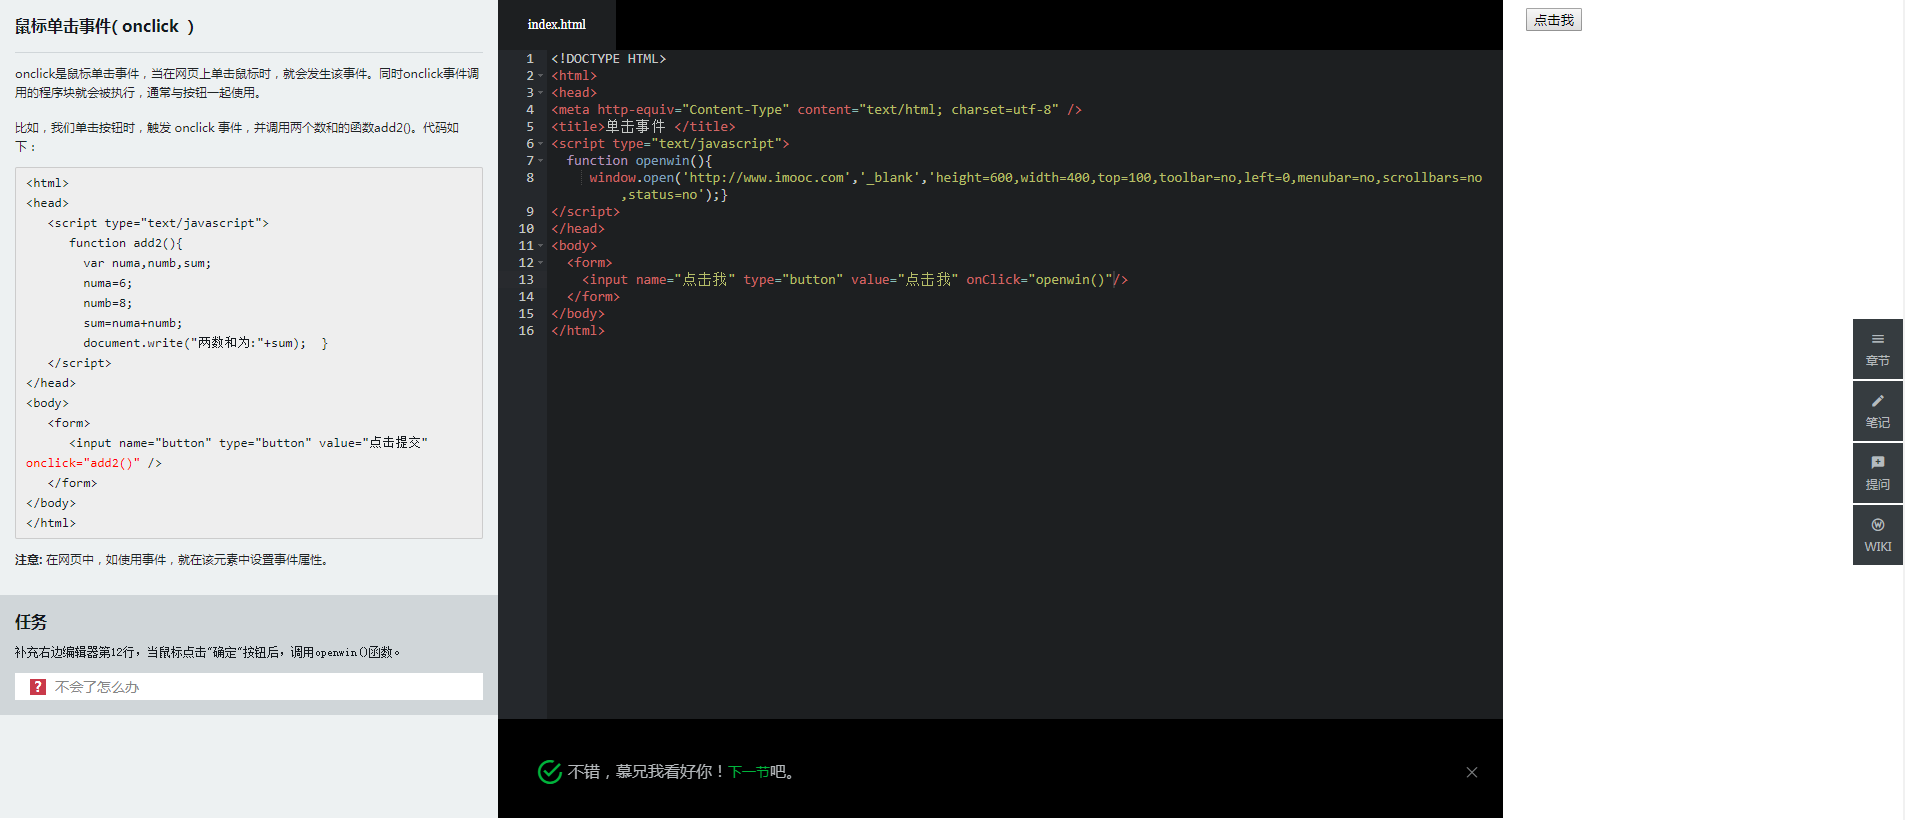 鼠标单击事件( onclick ）
onclick是鼠标单击事件，当在网页上单击鼠标时，就会发生该事件。同时onclick事件调
用的程序块就会被执行，通常与按钮一起使用。
比如，我们单击按钮时，触发 onclick 事件，并调用两个数和的函数add2()。代码如
下：
<html>
<head>
<script type="text/javascript">
function add2(){
var numa,numb,sum;
numa=6;
numb=8;
sum=numa+numb;
document.write("两数和为:"+sum);  }
</script>
</head>
<body>
<form>
<input name="button" type="button" value="点击提交"
onclick="add2()" />
</form>
</body>
</html>
注意: 在网页中，如使用事件，就在该元素中设置事件属性。
任务
补充右边编辑器第12行，当鼠标点击"确定"按钮后，调用openwin()函数。
? 不会了怎么办
index.html
1 <!DOCTYPE HTML>
2 <html>
3 <head>
4 <meta http-equiv="Content-Type" content="text/html; charset=utf-8" />
5 <title>单击事件 </title>
6 <script type="text/javascript">
7 function openwin(){
8 window.open('http://www.imooc.com','_blank','height=600,width=400,top=100,toolbar=no,left=0,menubar=no,scrollbars=no
,status=no');}
9 </script>
10 </head>
11 <body>
12 <form>
13 <input name="点击我" type="button" value="点击我" onClick="openwin()"/>
14 </form>
15 </body>
16 </html>
不错，慕兄我看好你！下一节吧。
点击我
章节
笔记
提问
WIKI